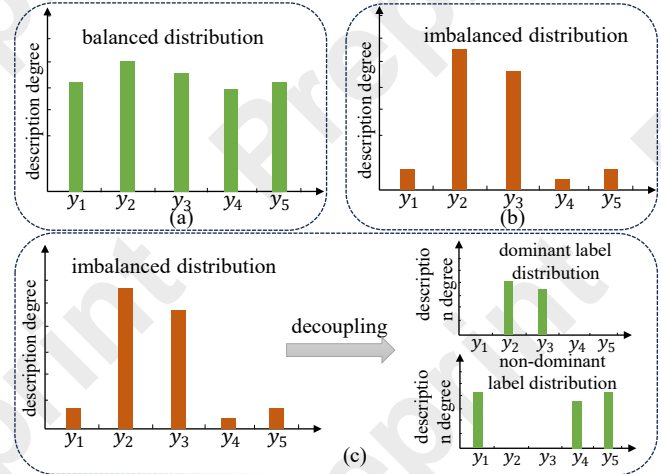 balanced distribution
description degree
y1 y2 y3 y4 y5
(a)
imbalanced distribution
description degree
y1 y2 y3 y4 y5
(b)
imbalanced distribution
description degree
y1 y2 y3 y4 y5
decoupling
dominant label
distribution
descriptio
n degree
y1 y2 y3 y4 y5
non-dominant
label distribution
descriptio
n degree
y1 y2 y3 y4 y5
(c)
Preprint